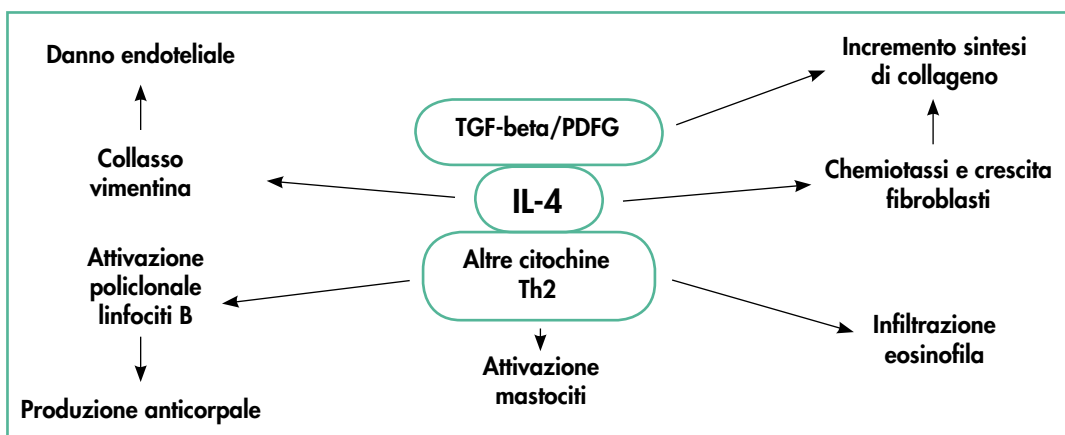 Danno endoteliale
Incremento sintesi
di collageno
TGF-beta/PDFG
Collasso
vimentina
IL-4
Chemiotassi e crescita
fibroblasti
Attivazione
policlonale
linfociti B
Altre citochine
Th2
Infiltrazione
eosinofila
Attivazione
mastociti
Produzione anticorpale